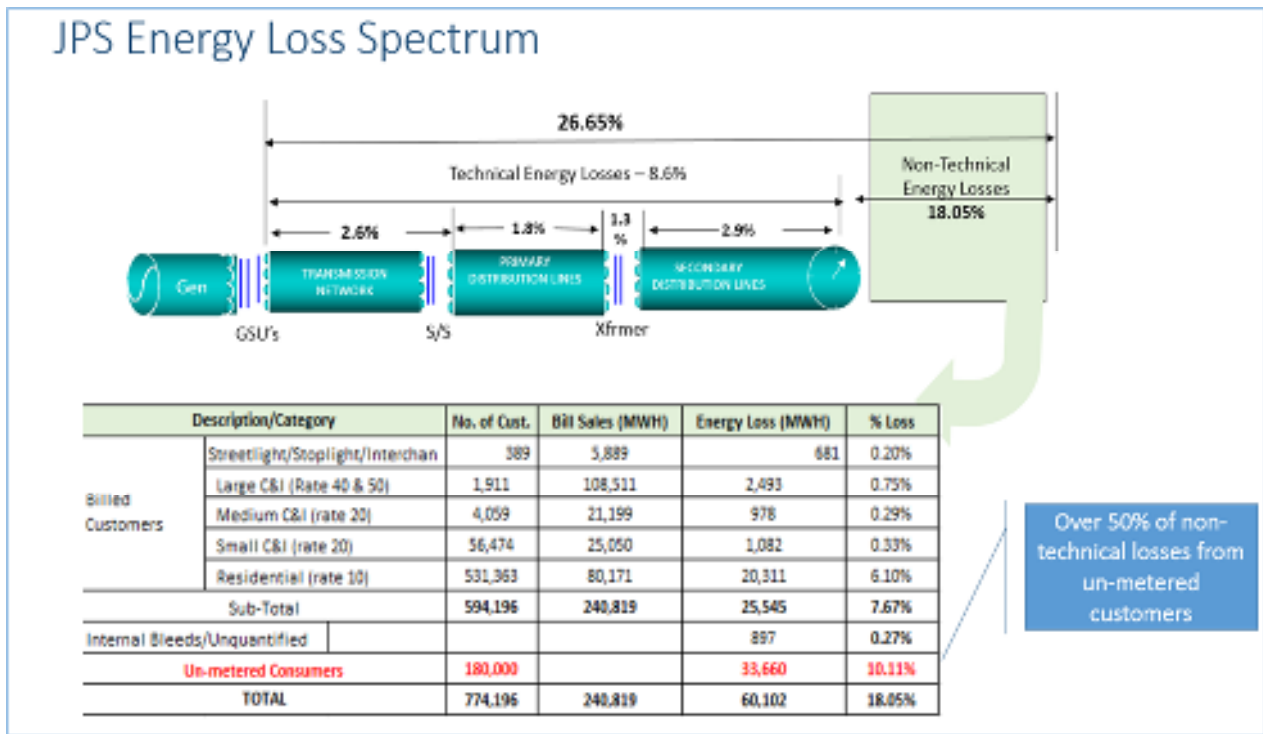 JPS Energy Loss Spectrum
26.65%
Technical Energy Losses – 8.6%
Non-Technical
Energy Losses
18.05%
2.6%
1.8%
1.3
%
2.9%
Gen
TRANSMISSION
NETWORK
PRIMARY
DISTRIBUTION LINES
SECONDARY
DISTRIBUTION LINES
GSU's
S/S
Xfrmer
Description/Category No. of Cust. Bill Sales (MWH) Energy Loss (MWH) % Loss
Billed
Customers
Streetlight/Stoplight/Interchan 389 5,889 681 0.20%
Large C&I (Rate 40 & 50) 1,911 108,511 2,493 0.75%
Medium C&I (rate 20) 4,059 21,199 978 0.29%
Small C&I (rate 20) 56,474 25,050 1,082 0.33%
Residential (rate 10) 531,363 80,171 20,311 6.10%
Sub-Total 594,196 240,819 25,545 7.67%
Internal Bleeds/Unquantified 897 0.27%
Un-metered Consumers 180,000 33,660 10.11%
TOTAL 774,196 240,819 60,102 18.05%
Over 50% of non-
technical losses from
un-metered
customers